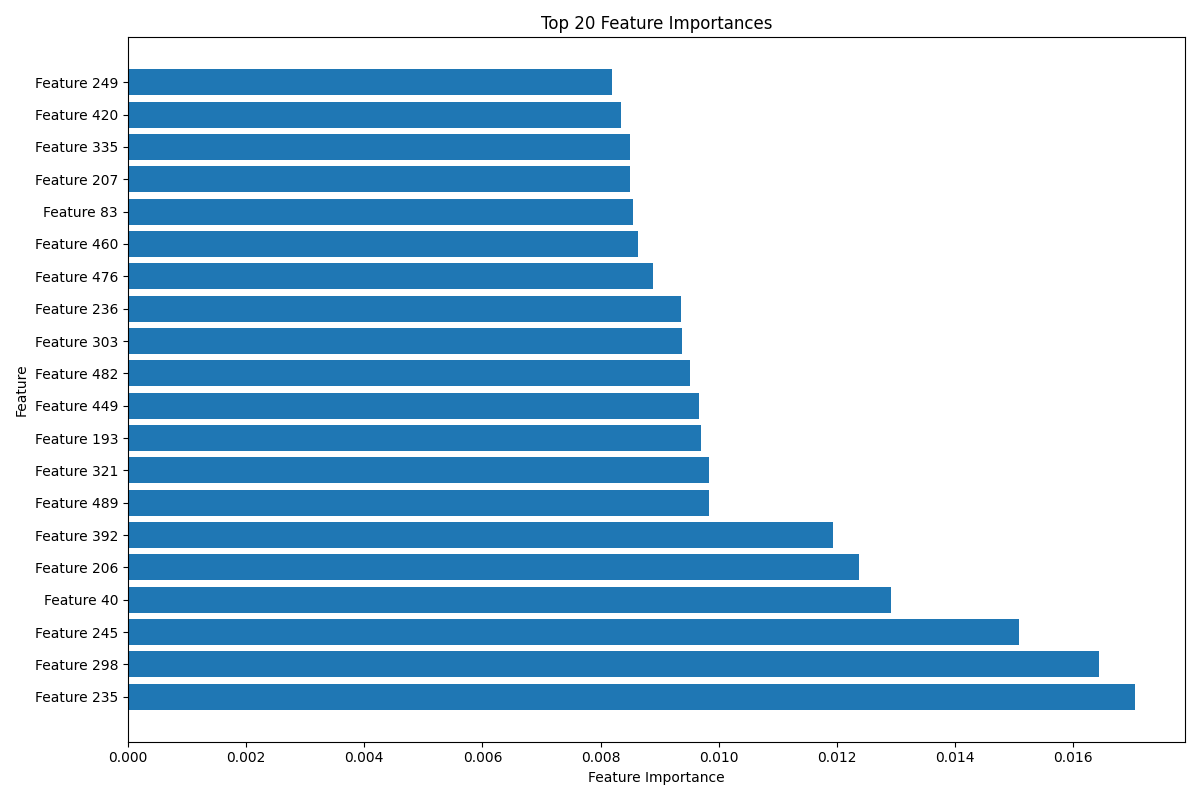 Top 20 Feature Importances
Feature
Feature 249
Feature 420
Feature 335
Feature 207
Feature 83
Feature 460
Feature 476
Feature 236
Feature 303
Feature 482
Feature 449
Feature 193
Feature 321
Feature 489
Feature 392
Feature 206
Feature 40
Feature 245
Feature 298
Feature 235
0.000 0.002 0.004 0.006 0.008 0.010 0.012 0.014 0.016
Feature Importance